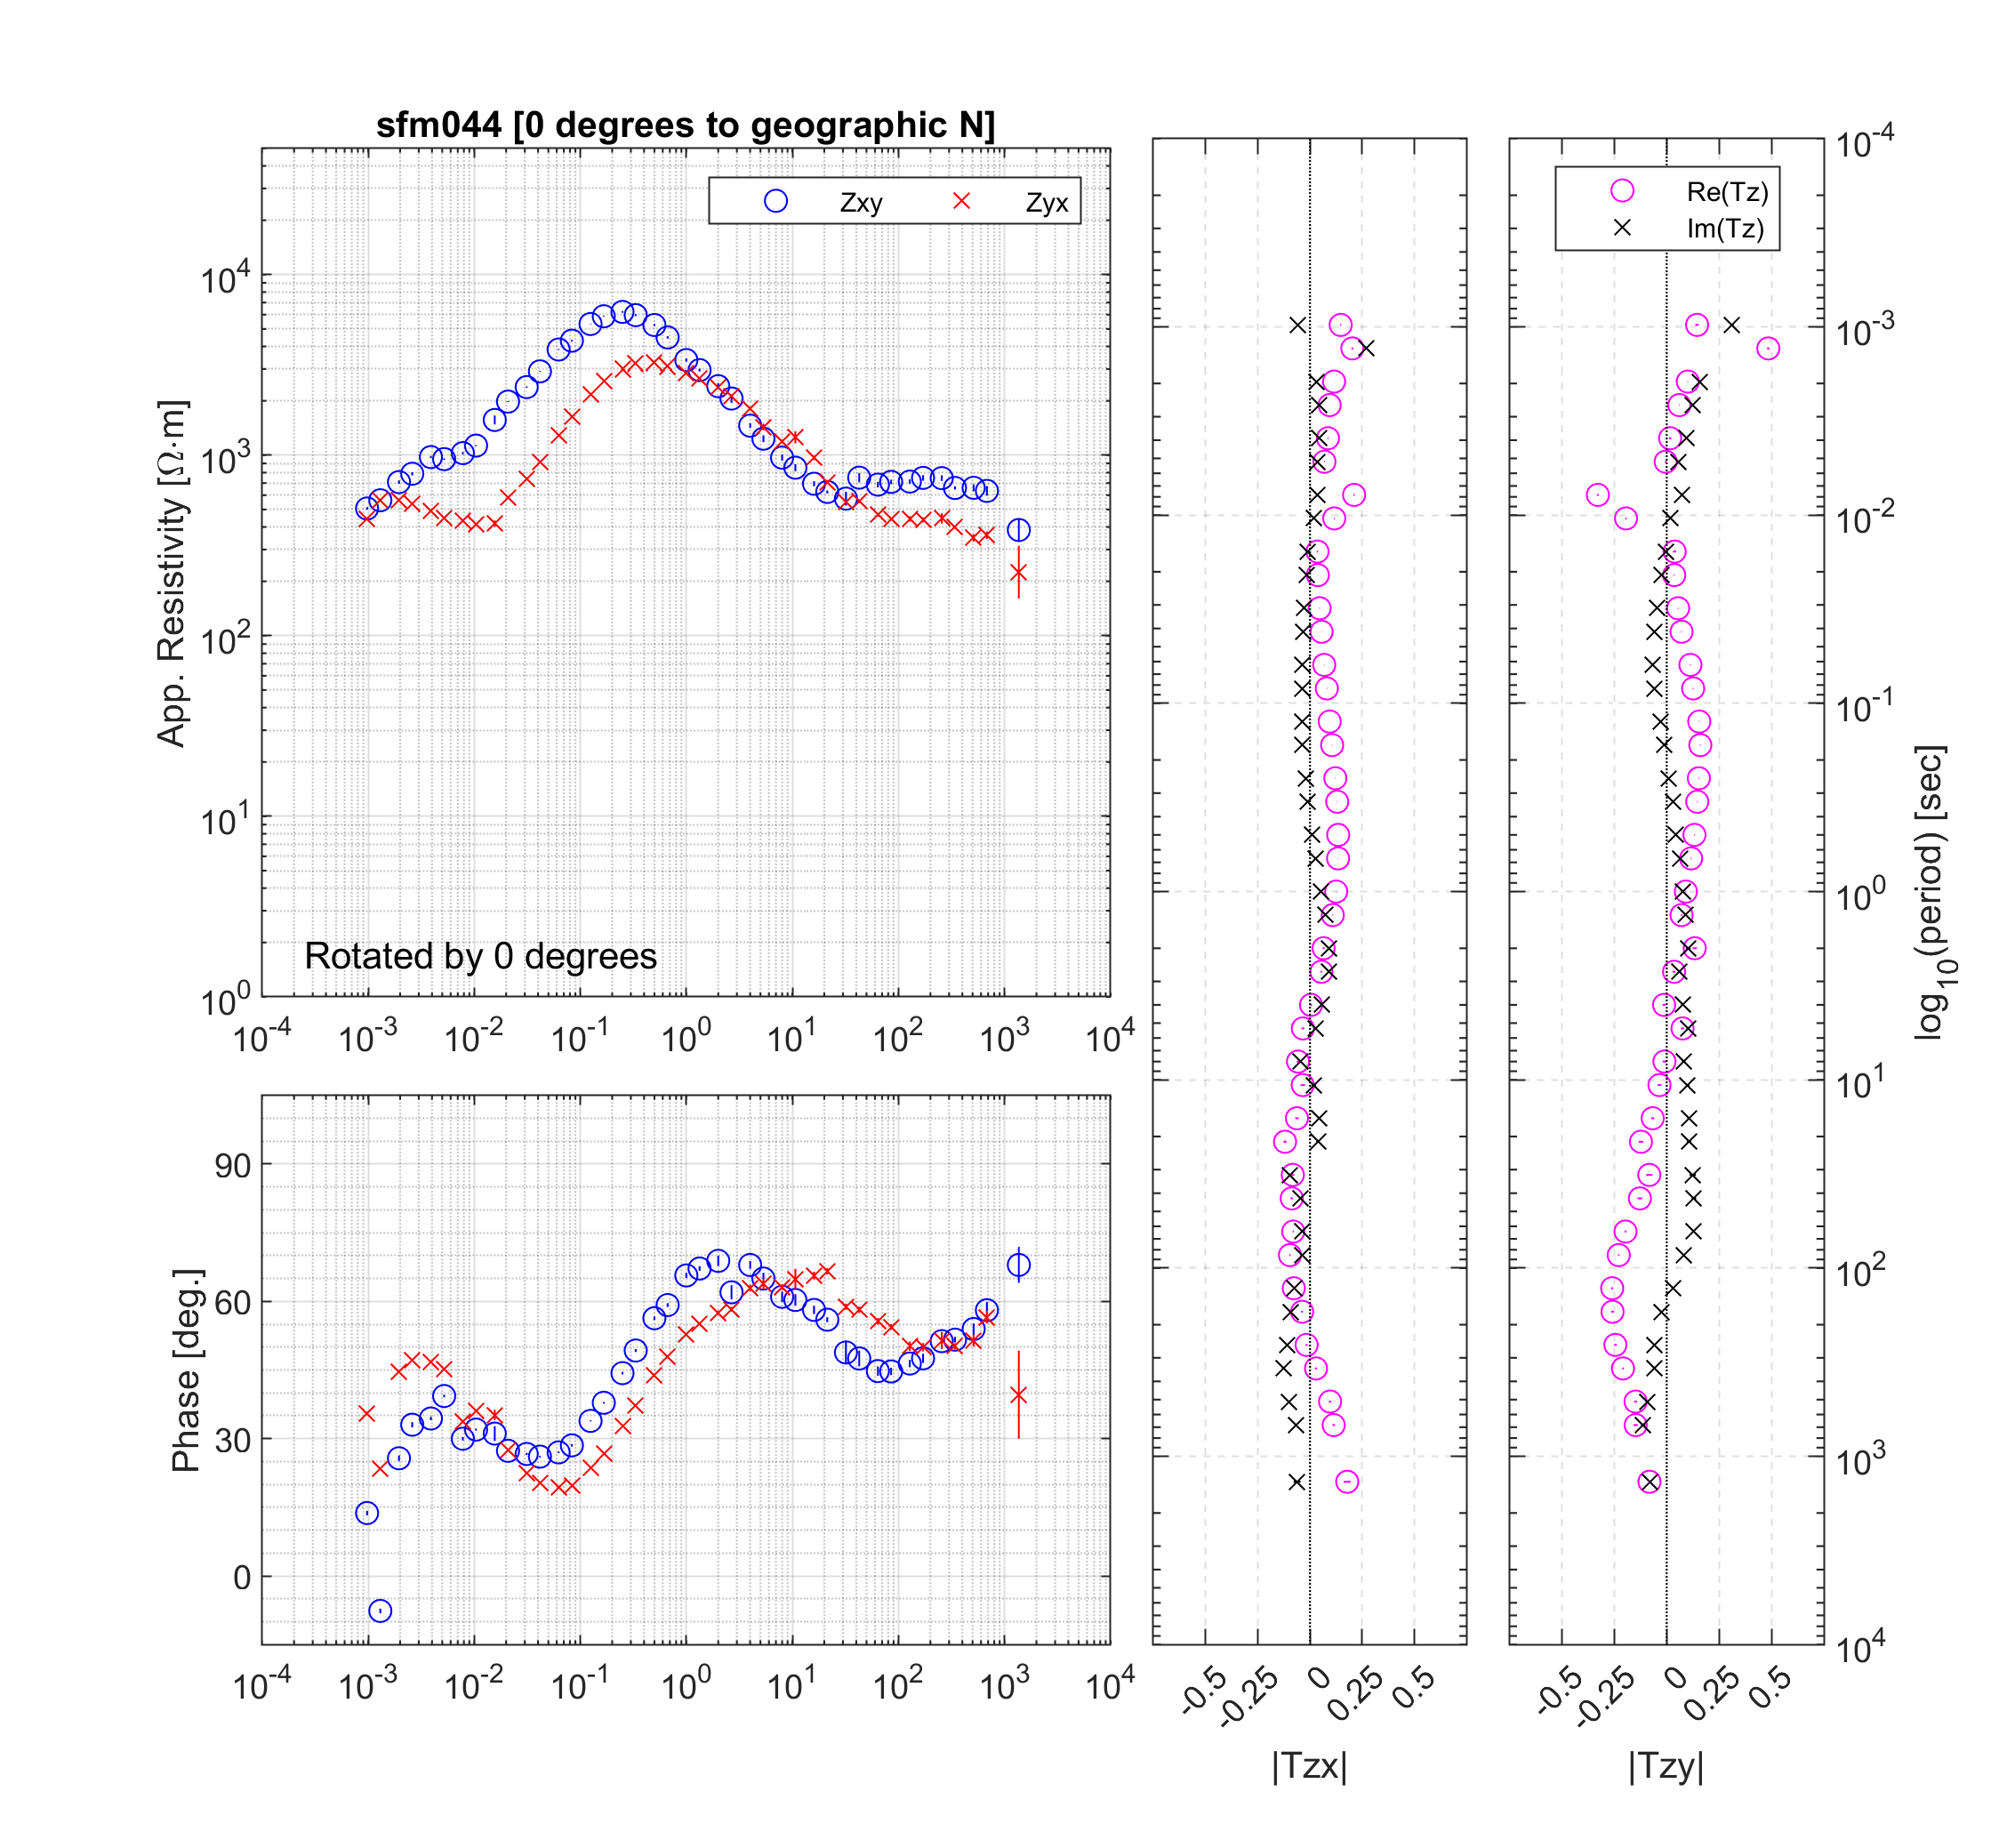 sfm044 [0 degrees to geographic N]
Zxy Zyx
App. Resistivity [Ω·m]
10^4
10^3
10^2
10^1
10^0
Rotated by 0 degrees
10^-4 10^-3 10^-2 10^-1 10^0 10^1 10^2 10^3 10^4
Phase [deg.]
90
60
30
0
10^-4 10^-3 10^-2 10^-1 10^0 10^1 10^2 10^3 10^4
-0.5 -0.25 0 0.25 0.5
|Tzx|
Re(Tz)
Im(Tz)
-0.5 -0.25 0 0.25 0.5
|Tzy|
10^-4
10^-3
10^-2
10^-1
10^0
10^1
10^2
10^3
10^4
log_10(period) [sec]